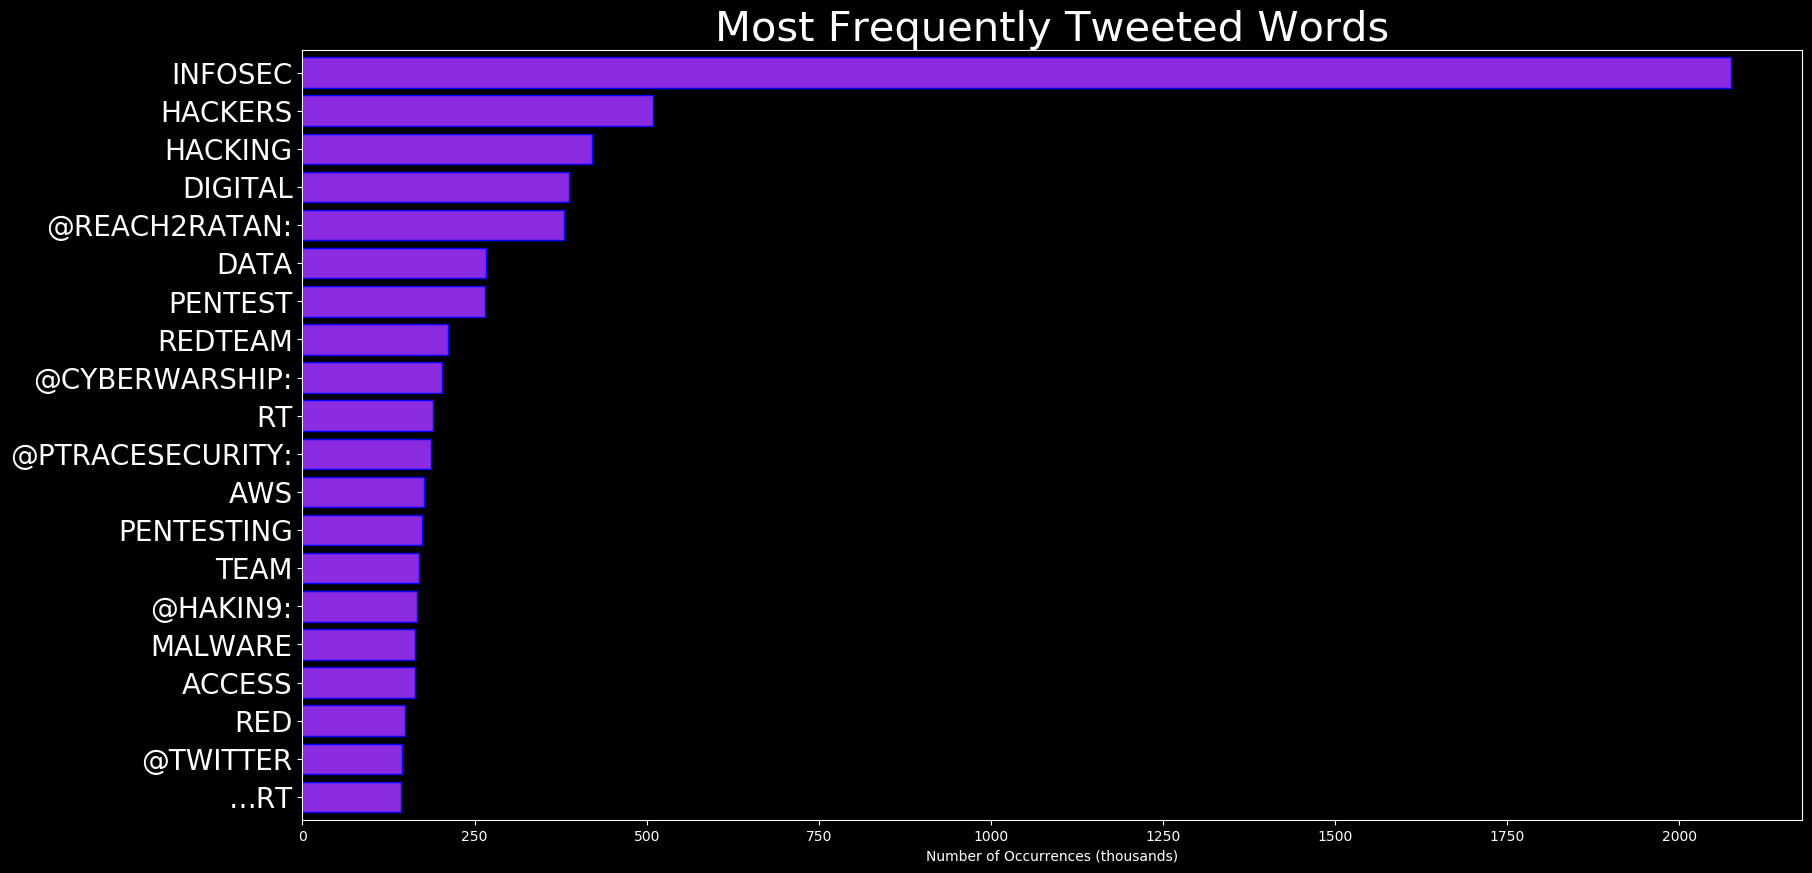 Most Frequently Tweeted Words
INFOSEC
HACKERS
HACKING
DIGITAL
@REACH2RATAN:
DATA
PENTEST
REDTEAM
@CYBERWARSHIP:
RT
@PTRACESECURITY:
AWS
PENTESTING
TEAM
@HAKIN9:
MALWARE
ACCESS
RED
@TWITTER
...RT
0 250 500 750 1000 1250 1500 1750 2000
Number of Occurrences (thousands)